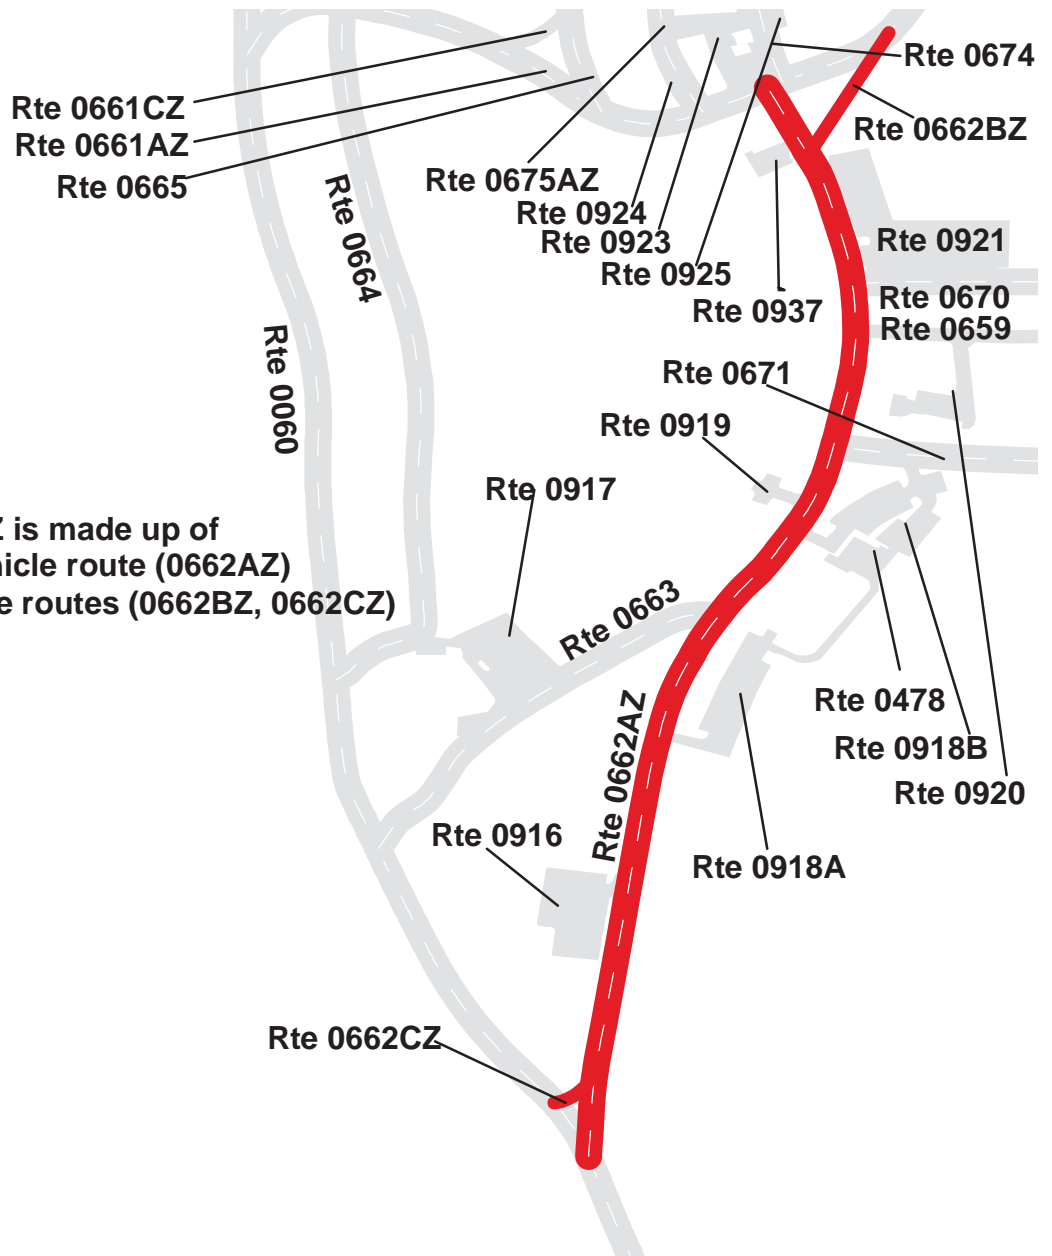 Rte 0674
Rte 0661CZ
Rte 0662BZ
Rte 0661AZ
Rte 0665
Rte 0675AZ
Rte 0924
Rte 0923
Rte 0925
Rte 0921
Rte 0664
Rte 0937
Rte 0670
Rte 0659
Rte 0060
Rte 0671
Rte 0919
Rte 0917
Z is made up of
nicle route (0662AZ)
e routes (0662BZ, 0662CZ)
Rte 0663
Rte 0478
Rte 0918B
Rte 0662AZ
Rte 0920
Rte 0916
Rte 0918A
Rte 0662CZ